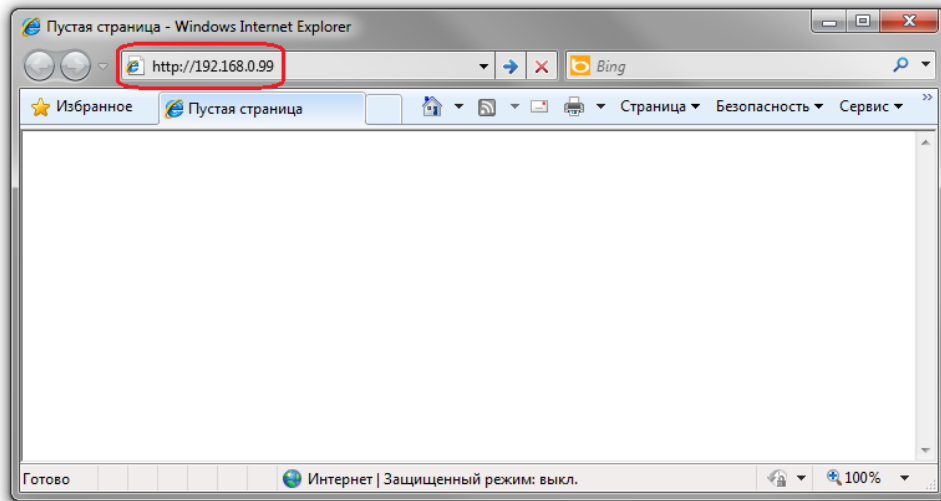 Пустая страница - Windows Internet Explorer
http://192.168.0.99
Bing
Избранное
Пустая страница
Страница
Безопасность
Сервис
Готово
Интернет | Защищенный режим: выкл.
100%